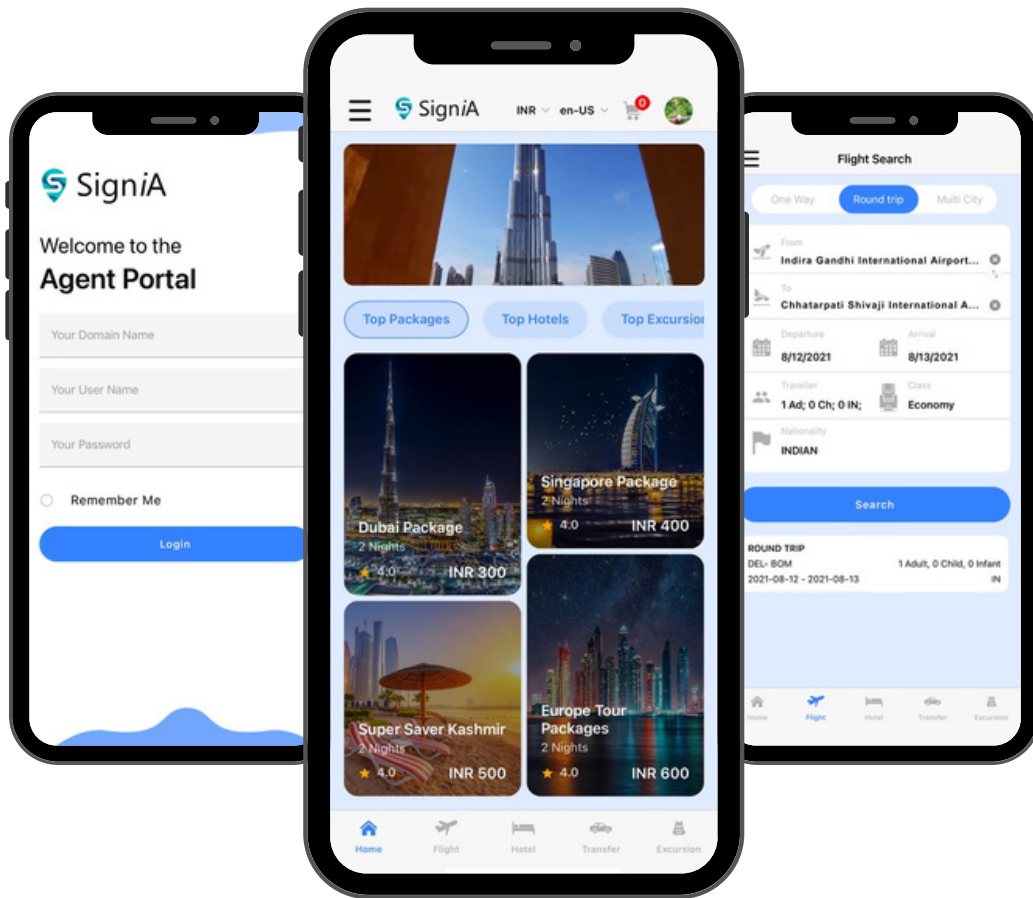 SigniA
Welcome to the
Agent Portal
Your Domain Name
Your User Name
Your Password
Remember Me
Login
SigniA
INR
en-US
0
Top Packages
Top Hotels
Top Excursior
Dubai Package
2 Nights
4.0
INR 300
Singapore Package
2 Nights
4.0
INR 400
Super Saver Kashmir
2 Nights
4.0
INR 500
Europe Tour
Packages
2 Nights
4.0
INR 600
Home
Flight
Hotel
Transfer
Excursion
Flight Search
One Way
Round trip
Multi City
From
Indira Gandhi International Airport...
To
Chhatarpati Shivaji International A...
Departure
8/12/2021
Arrival
8/13/2021
Traveller
1 Ad; 0 Ch; 0 IN;
Class
Economy
Nationality
INDIAN
Search
ROUND TRIP
DEL- BOM
1 Adult, 0 Child, 0 Infant
2021-08-12 - 2021-08-13
IN
Home
Flight
Hotel
Transfer
Excursion